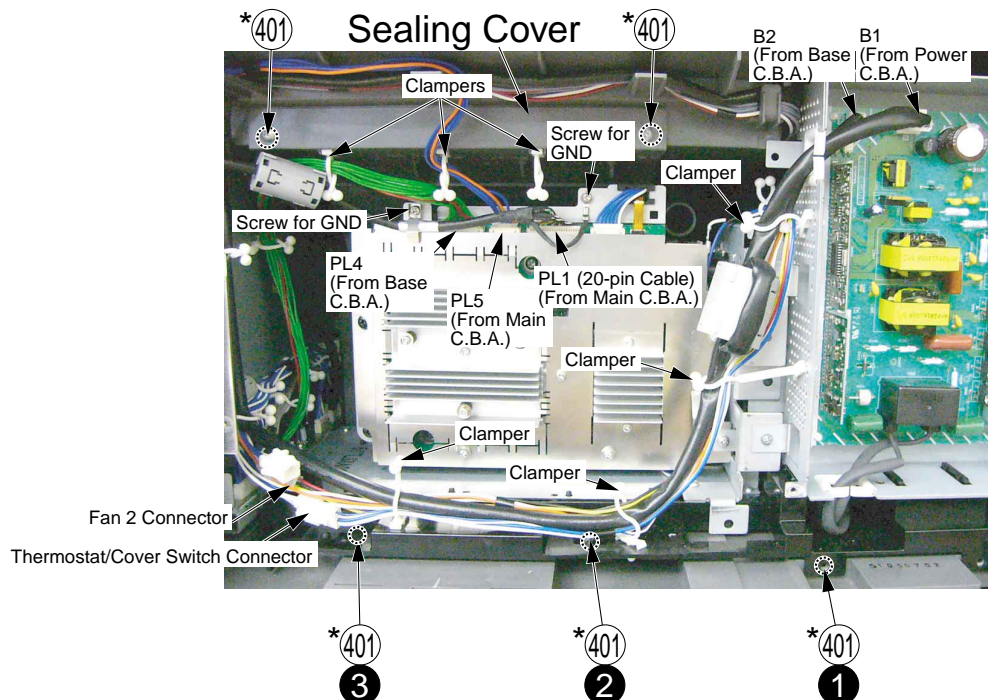 *401
Sealing Cover
*401
B2
(From Base
C.B.A.)
B1
(From Power
C.B.A.)
Clampers
Screw for
GND
Clamper
Screw for GND
PL4
(From Base
C.B.A.)
PL5
(From Main
C.B.A.)
PL1 (20-pin Cable)
(From Main C.B.A.)
Clamper
Clamper
Clamper
Fan 2 Connector
Thermostat/Cover Switch Connector
*401
3
*401
2
*401
1